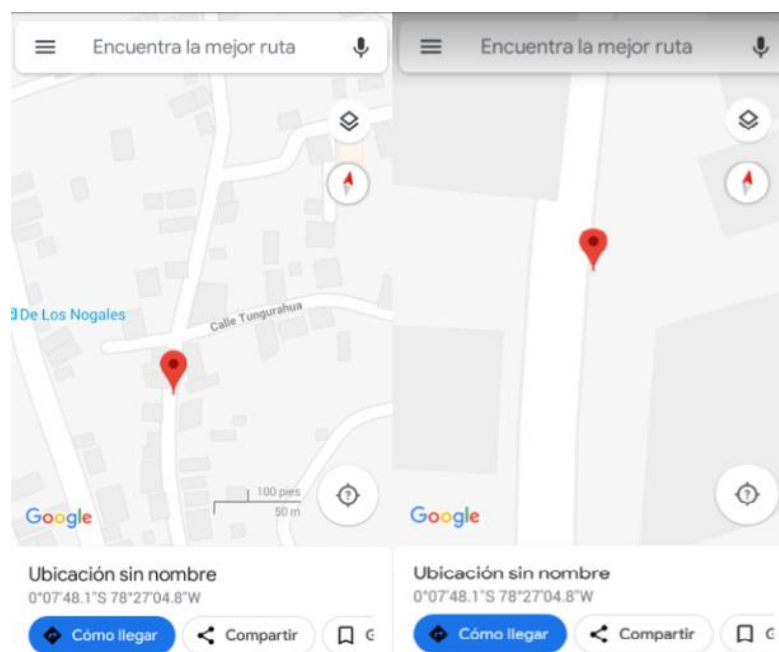 Encuentra la mejor ruta
De Los Nogales
Calle Tungurahua
100 pies
50 m
Google
Ubicación sin nombre
0°07'48.1"S 78°27'04.8"W
Cómo llegar
Compartir
G
Encuentra la mejor ruta
Google
Ubicación sin nombre
0°07'48.1"S 78°27'04.8"W
Cómo llegar
Compartir
G